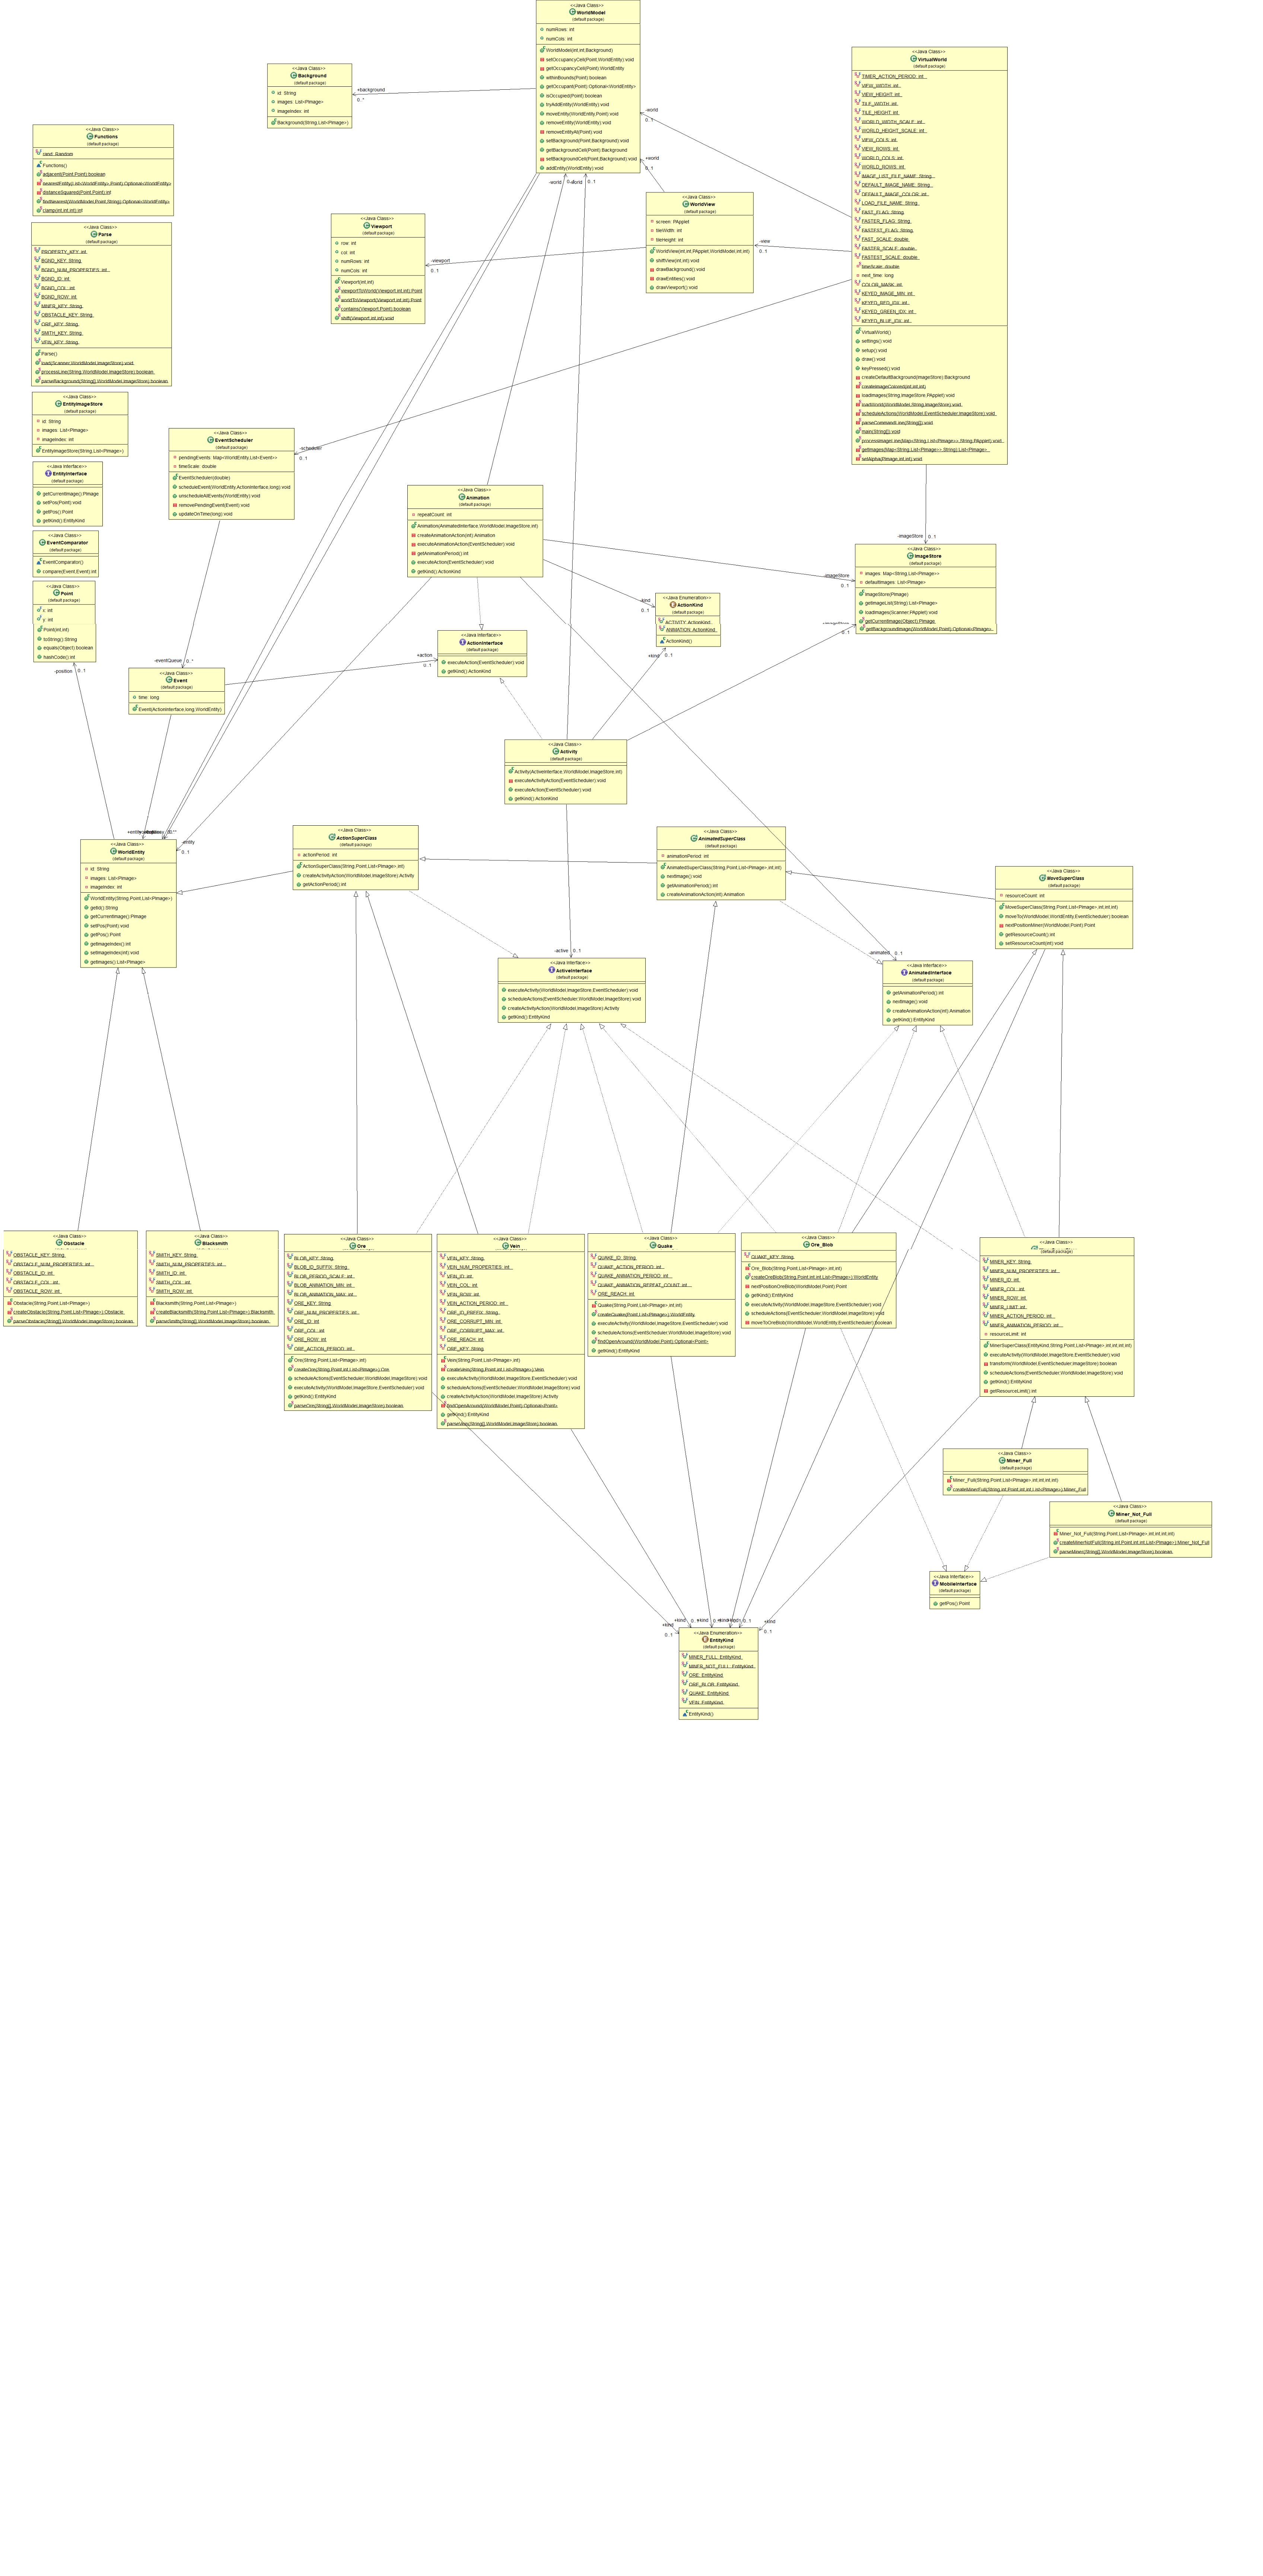 <<Java Class>>
WorldModel
(default package)
numRows: int
numCols: int
WorldModel(int,int,Background)
setOccupancyCell(Point,WorldEntity):void
getOccupancyCell(Point):WorldEntity
withinBounds(Point):boolean
getOccupant(Point):Optional<WorldEntity>
isOccupied(Point):boolean
tryAddEntity(WorldEntity):void
moveEntity(WorldEntity,Point):void
removeEntity(WorldEntity):void
removeEntityAt(Point):void
setBackground(Point,Background):void
getBackgroundCell(Point):Background
setBackgroundCell(Point,Background):void
addEntity(WorldEntity):void
<<Java Class>>
Background
(default package)
id: String
images: List<PImage>
imageIndex: int
Background(String,List<PImage>)
+background
0..*
<<Java Class>>
VirtualWorld
(default package)
TIMER_ACTION_PERIOD: int
VIEW_WIDTH: int
VIEW_HEIGHT: int
TILE_WIDTH: int
TILE_HEIGHT: int
WORLD_WIDTH_SCALE: int
WORLD_HEIGHT_SCALE: int
VIEW_COLS: int
VIEW_ROWS: int
WORLD_COLS: int
WORLD_ROWS: int
IMAGE_LIST_FILE_NAME: String
DEFAULT_IMAGE_NAME: String
DEFAULT_IMAGE_COLOR: int
LOAD_FILE_NAME: String
FAST_FLAG: String
FASTER_FLAG: String
FASTEST_FLAG: String
FAST_SCALE: double
FASTER_SCALE: double
FASTEST_SCALE: double
timeScale: double
next_time: long
COLOR_MASK: int
KEYED_IMAGE_MIN: int
KEYED_RED_IDX: int
KEYED_GREEN_IDX: int
KEYED_BLUE_IDX: int
VirtualWorld()
settings():void
setup():void
draw():void
keyPressed():void
createDefaultBackground(ImageStore):Background
createImageColored(int,int,int)
loadImages(String,ImageStore,PApplet):void
loadWorld(WorldModel,String,ImageStore):void
scheduleActions(WorldModel,EventScheduler,ImageStore):void
parseCommandLine(String[]):void
main(String[]):void
processImageLine(Map<String,List<PImage>>,String,PApplet):void
getImages(Map<String,List<PImage>>,String):List<PImage>
setAlpha(PImage,int,int):void
-world
0..1
+world
0..1
-view
0..1
<<Java Class>>
Functions
(default package)
rand: Random
Functions()
adjacent(Point,Point):boolean
nearestEntity(List<WorldEntity>,Point):Optional<WorldEntity>
distanceSquared(Point,Point):int
findNearest(WorldModel,Point,String):Optional<WorldEntity>
clamp(int,int,int):int
<<Java Class>>
WorldView
(default package)
screen: PApplet
tileWidth: int
tileHeight: int
WorldView(int,int,PApplet,WorldModel,int,int)
shiftView(int,int):void
drawBackground():void
drawEntities():void
drawViewport():void
<<Java Class>>
Viewport
(default package)
row: int
col: int
numRows: int
numCols: int
Viewport(int,int)
viewportToWorld(Viewport,int,int):Point
worldToViewport(Viewport,int,int):Point
contains(Viewport,Point):boolean
shift(Viewport,int,int):void
-viewport
0..1
<<Java Class>>
Parse
(default package)
PROPERTY_KEY: int
BGND_KEY: String
BGND_NUM_PROPERTIES: int
BGND_ID: int
BGND_COL: int
BGND_ROW: int
MINER_KEY: String
OBSTACLE_KEY: String
ORE_KEY: String
SMITH_KEY: String
VEIN_KEY: String
Parse()
load(Scanner,WorldModel,ImageStore):void
processLine(String,WorldModel,ImageStore):boolean
parseBackground(String[],WorldModel,ImageStore):boolean
<<Java Class>>
EntityImageStore
(default package)
id: String
images: List<PImage>
imageIndex: int
EntityImageStore(String,List<PImage>)
<<Java Class>>
EventScheduler
(default package)
pendingEvents: Map<WorldEntity,List<Event>>
timeScale: double
EventScheduler(double)
scheduleEvent(WorldEntity,ActionInterface,long):void
unscheduleAllEvents(WorldEntity):void
removePendingEvent(Event):void
updateOnTime(long):void
-scheduler
0..1
<<Java Interface>>
EntityInterface
(default package)
getCurrentImage():PImage
setPos(Point):void
getPos():Point
getKind():EntityKind
<<Java Class>>
EventComparator
(default package)
EventComparator()
compare(Event,Event):int
<<Java Class>>
Point
(default package)
x: int
y: int
Point(int,int)
toString():String
equals(Object):boolean
hashCode():int
-position
0..1
<<Java Class>>
Animation
(default package)
repeatCount: int
Animation(AnimatedInterface,WorldModel,ImageStore,int)
createAnimationAction(int):Animation
executeAnimationAction(EventScheduler):void
getAnimationPeriod():int
executeAction(EventScheduler):void
getKind():ActionKind
<<Java Class>>
ImageStore
(default package)
images: Map<String,List<PImage>>
defaultImages: List<PImage>
ImageStore(PImage)
getImageList(String):List<PImage>
loadImages(Scanner,PApplet):void
getCurrentImage(Object):PImage
getBackgroundImage(WorldModel,Point):Optional<PImage>
-imageStore
0..1
-imageStore
0..1
0..1
<<Java Enumeration>>
ActionKind
(default package)
ACTIVITY: ActionKind
ANIMATION: ActionKind
ActionKind()
-kind
0..1
+kind
0..1
<<Java Interface>>
ActionInterface
(default package)
executeAction(EventScheduler):void
getKind():ActionKind
+action
0..1
<<Java Class>>
Event
(default package)
time: long
Event(ActionInterface,long,WorldEntity)
-eventQueue
0..*
<<Java Class>>
Activity
(default package)
Activity(ActiveInterface,WorldModel,ImageStore,int)
executeActivityAction(EventScheduler):void
executeAction(EventScheduler):void
getKind():ActionKind
<<Java Class>>
WorldEntity
(default package)
id: String
images: List<PImage>
imageIndex: int
WorldEntity(String,Point,List<PImage>)
getId():String
getCurrentImage():PImage
setPos(Point):void
getPos():Point
getImageIndex():int
setImageIndex(int):void
getImages():List<PImage>
-entity
0..1
<<Java Class>>
ActionSuperClass
(default package)
actionPeriod: int
ActionSuperClass(String,Point,List<PImage>,int)
createActivityAction(WorldModel,ImageStore):Activity
getActionPeriod():int
<<Java Class>>
AnimatedSuperClass
(default package)
animationPeriod: int
AnimatedSuperClass(String,Point,List<PImage>,int,int)
nextImage():void
getAnimationPeriod():int
createAnimationAction(int):Animation
<<Java Class>>
MoveSuperClass
(default package)
resourceCount: int
MoveSuperClass(String,Point,List<PImage>,int,int,int)
moveTo(WorldModel,WorldEntity,EventScheduler):boolean
nextPositionMiner(WorldModel,Point):Point
getResourceCount():int
setResourceCount(int):void
<<Java Interface>>
ActiveInterface
(default package)
executeActivity(WorldModel,ImageStore,EventScheduler):void
scheduleActions(EventScheduler,WorldModel,ImageStore):void
createActivityAction(WorldModel,ImageStore):Activity
getKind():EntityKind
-active
0..1
<<Java Interface>>
AnimatedInterface
(default package)
getAnimationPeriod():int
nextImage():void
createAnimationAction(int):Animation
getKind():EntityKind
-animated
0..1
<<Java Class>>
Obstacle
OBSTACLE_KEY: String
OBSTACLE_NUM_PROPERTIES: int
OBSTACLE_ID: int
OBSTACLE_COL: int
OBSTACLE_ROW: int
Obstacle(String,Point,List<PImage>)
createObstacle(String,Point,List<PImage>):Obstacle
parseObstacle(String[],WorldModel,ImageStore):boolean
<<Java Class>>
Blacksmith
SMITH_KEY: String
SMITH_NUM_PROPERTIES: int
SMITH_ID: int
SMITH_COL: int
SMITH_ROW: int
Blacksmith(String,Point,List<PImage>)
createBlacksmith(String,Point,List<PImage>):Blacksmith
parseSmith(String[],WorldModel,ImageStore):boolean
<<Java Class>>
Ore
BLOB_KEY: String
BLOB_ID_SUFFIX: String
BLOB_PERIOD_SCALE: int
BLOB_ANIMATION_MIN: int
BLOB_ANIMATION_MAX: int
ORE_KEY: String
ORE_NUM_PROPERTIES: int
ORE_ID: int
ORE_COL: int
ORE_ROW: int
ORE_ACTION_PERIOD: int
Ore(String,Point,List<PImage>,int)
createOre(String,Point,int,List<PImage>):Ore
scheduleActions(EventScheduler,WorldModel,ImageStore):void
executeActivity(WorldModel,ImageStore,EventScheduler):void
getKind():EntityKind
parseOre(String[],WorldModel,ImageStore):boolean
<<Java Class>>
Vein
VEIN_KEY: String
VEIN_NUM_PROPERTIES: int
VEIN_ID: int
VEIN_COL: int
VEIN_ROW: int
VEIN_ACTION_PERIOD: int
ORE_ID_PREFIX: String
ORE_CORRUPT_MIN: int
ORE_CORRUPT_MAX: int
ORE_REACH: int
ORE_KEY: String
Vein(String,Point,List<PImage>,int)
createVein(String,Point,int,List<PImage>):Vein
executeActivity(WorldModel,ImageStore,EventScheduler):void
scheduleActions(EventScheduler,WorldModel,ImageStore):void
createActivityAction(WorldModel,ImageStore):Activity
findOpenAround(WorldModel,Point):Optional<Point>
getKind():EntityKind
parseVein(String[],WorldModel,ImageStore):boolean
<<Java Class>>
Quake
QUAKE_ID: String
QUAKE_ACTION_PERIOD: int
QUAKE_ANIMATION_PERIOD: int
QUAKE_ANIMATION_REPEAT_COUNT: int
ORE_REACH: int
Quake(String,Point,List<PImage>,int,int)
createQuake(Point,List<PImage>):WorldEntity
executeActivity(WorldModel,ImageStore,EventScheduler):void
scheduleActions(EventScheduler,WorldModel,ImageStore):void
findOpenAround(WorldModel,Point):Optional<Point>
getKind():EntityKind
<<Java Class>>
Ore_Blob
QUAKE_KEY: String
Ore_Blob(String,Point,List<PImage>,int,int)
createOreBlob(String,Point,int,int,List<PImage>):WorldEntity
nextPositionOreBlob(WorldModel,Point):Point
getKind():EntityKind
executeActivity(WorldModel,ImageStore,EventScheduler):void
scheduleActions(EventScheduler,WorldModel,ImageStore):void
moveToOreBlob(WorldModel,WorldEntity,EventScheduler):boolean
<<Java Class>>
(default package)
MINER_KEY: String
MINER_NUM_PROPERTIES: int
MINER_ID: int
MINER_COL: int
MINER_ROW: int
MINER_LIMIT: int
MINER_ACTION_PERIOD: int
MINER_ANIMATION_PERIOD: int
resourceLimit: int
MinerSuperClass(EntityKind,String,Point,List<PImage>,int,int,int,int)
executeActivity(WorldModel,ImageStore,EventScheduler):void
transform(WorldModel,EventScheduler,ImageStore):boolean
scheduleActions(EventScheduler,WorldModel,ImageStore):void
getKind():EntityKind
getResourceLimit():int
<<Java Class>>
Miner_Full
(default package)
Miner_Full(String,Point,List<PImage>,int,int,int,int)
createMinerFull(String,int,Point,int,int,List<PImage>):Miner_Full
<<Java Class>>
Miner_Not_Full
(default package)
Miner_Not_Full(String,Point,List<PImage>,int,int,int,int)
createMinerNotFull(String,int,Point,int,int,List<PImage>):Miner_Not_Full
parseMiner(String[],WorldModel,ImageStore):boolean
<<Java Interface>>
MobileInterface
(default package)
getPos():Point
+kind
0..1
+kind
0..1
<<Java Enumeration>>
EntityKind
(default package)
MINER_FULL: EntityKind
MINER_NOT_FULL: EntityKind
ORE: EntityKind
ORE_BLOB: EntityKind
QUAKE: EntityKind
VEIN: EntityKind
EntityKind()